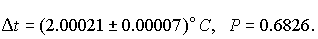 Δt = (2.00021 ± 0.00007)° C, P = 0.6826.